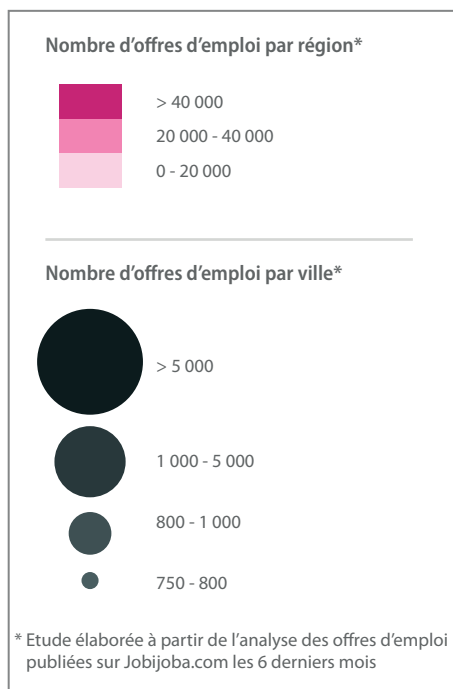 Nombre d'offres d'emploi par région*
> 40 000
20 000 - 40 000
0 - 20 000
Nombre d'offres d'emploi par ville*
> 5 000
1 000 - 5 000
800 - 1 000
750 - 800
* Etude élaborée à partir de l'analyse des offres d'emploi
publiées sur Jobijoba.com les 6 derniers mois